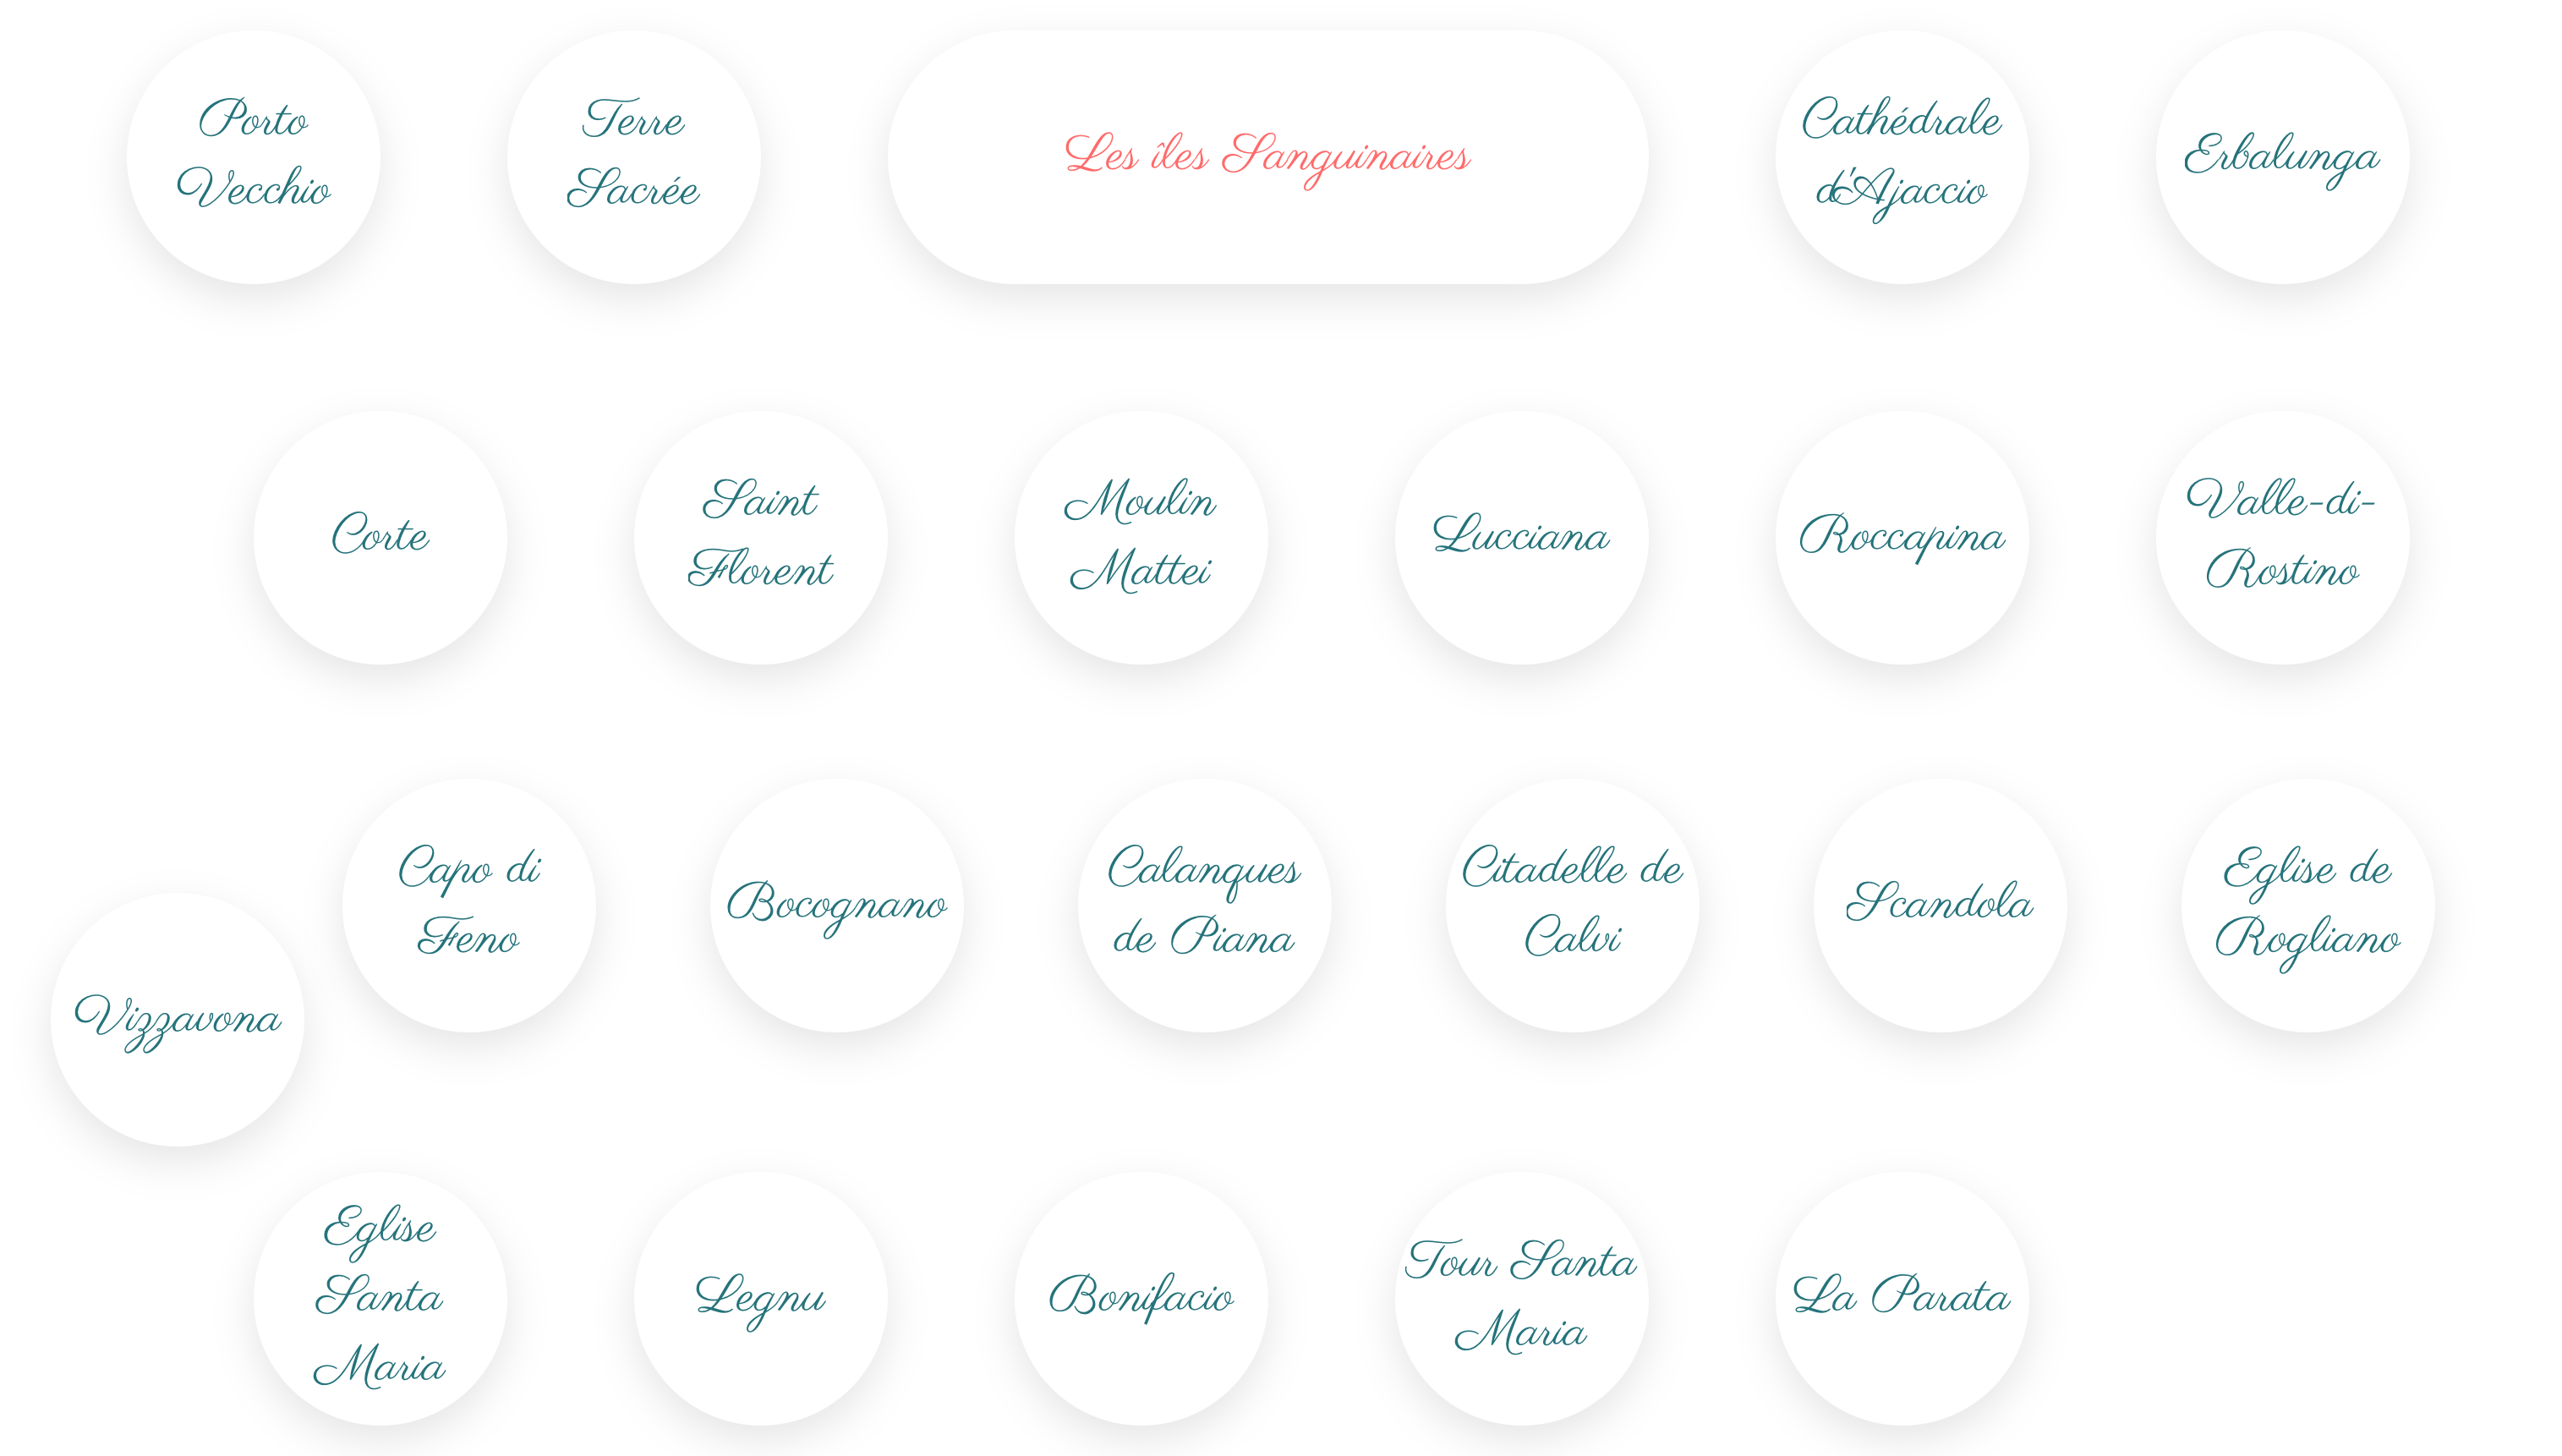 Porto
Vecchio
Terre
Sacrée
Les îles Sanguinaires
Cathédrale
d'Ajaccio
Erbalunga
Corte
Saint
Florent
Moulin
Mattei
Lucciana
Roccapina
Valle-di-
Rostino
Capo di
Feno
Bocognano
Calanques
de Piana
Citadelle de
Calvi
Scandola
Eglise de
Rogliano
Vizzavona
Eglise
Santa
Maria
Legnu
Bonifacio
Tour Santa
Maria
La Parata